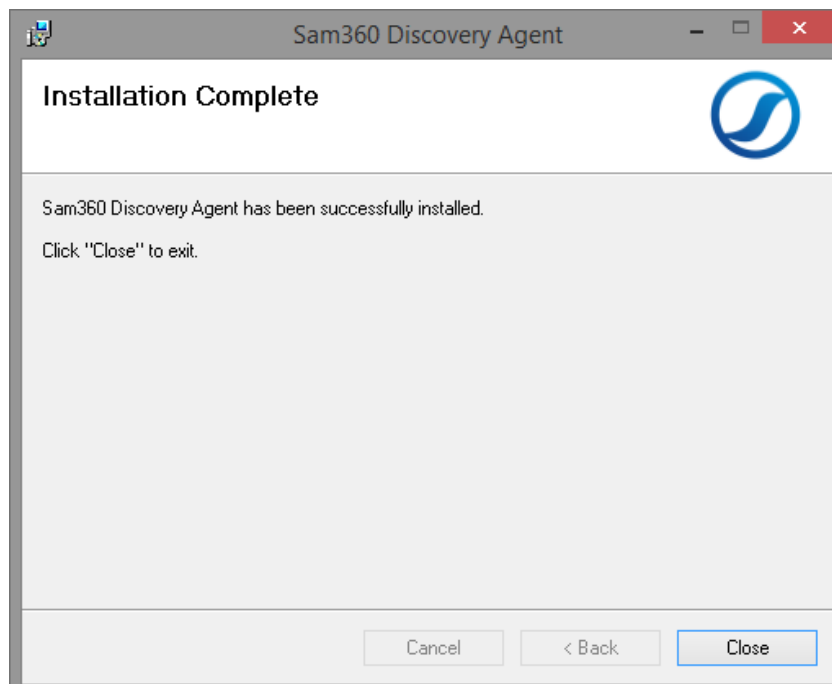 Sam360 Discovery Agent
Installation Complete
Sam360 Discovery Agent has been successfully installed.
Click "Close" to exit.
Cancel
< Back
Close